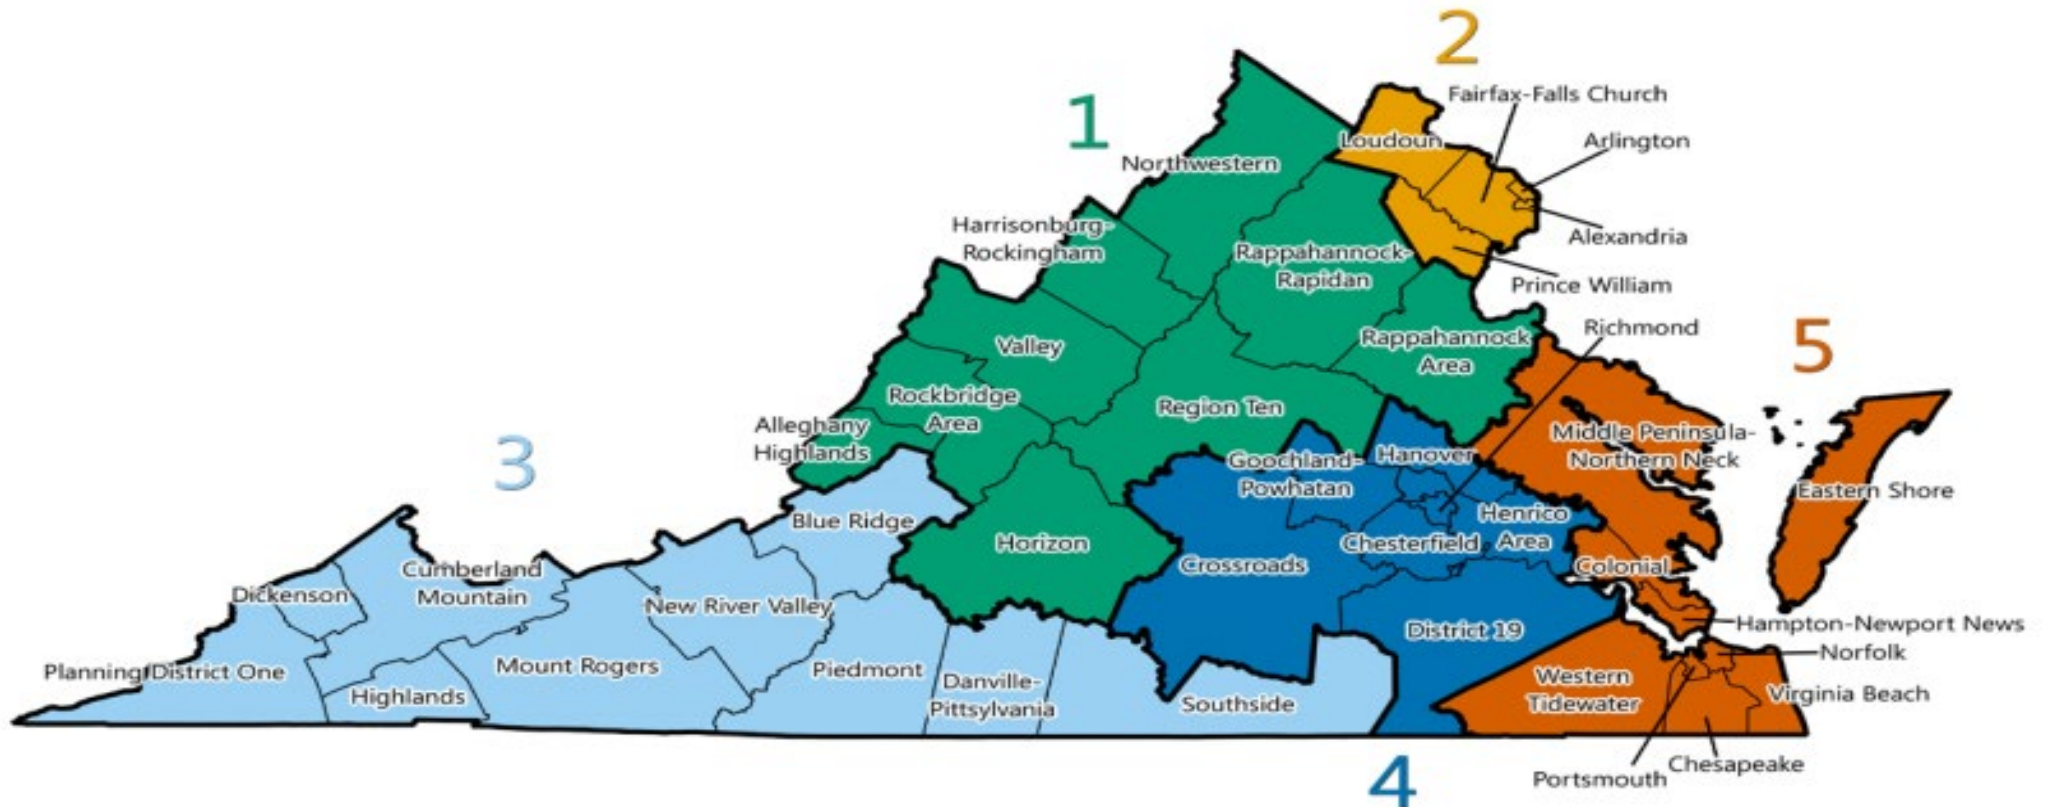 2
Fairfax-Falls Church
1
Loudoun
Arlington
Northwestern
Harrisonburg-
Rockingham
Alexandria
Rappahannock-
Rapidan
Prince William
Richmond
Valley
Rappahannock
Area
5
Rockbridge
Area
Region Ten
Alleghany
Highlands
Middle Peninsula-
Northern Neck
3
Goochland-
Powhatan
Hanover
Eastern Shore
Blue Ridge
Henrico
Area
Horizon
Chesterfield
Crossroads
Colonial
Cumberland
Mountain
Dickenson
New River Valley
Hampton-Newport News
District 19
Norfolk
Planning District One
Mount Rogers
Piedmont
Highlands
Danville-
Pittsylvania
Southside
Western
Tidewater
Virginia Beach
4
Portsmouth
Chesapeake